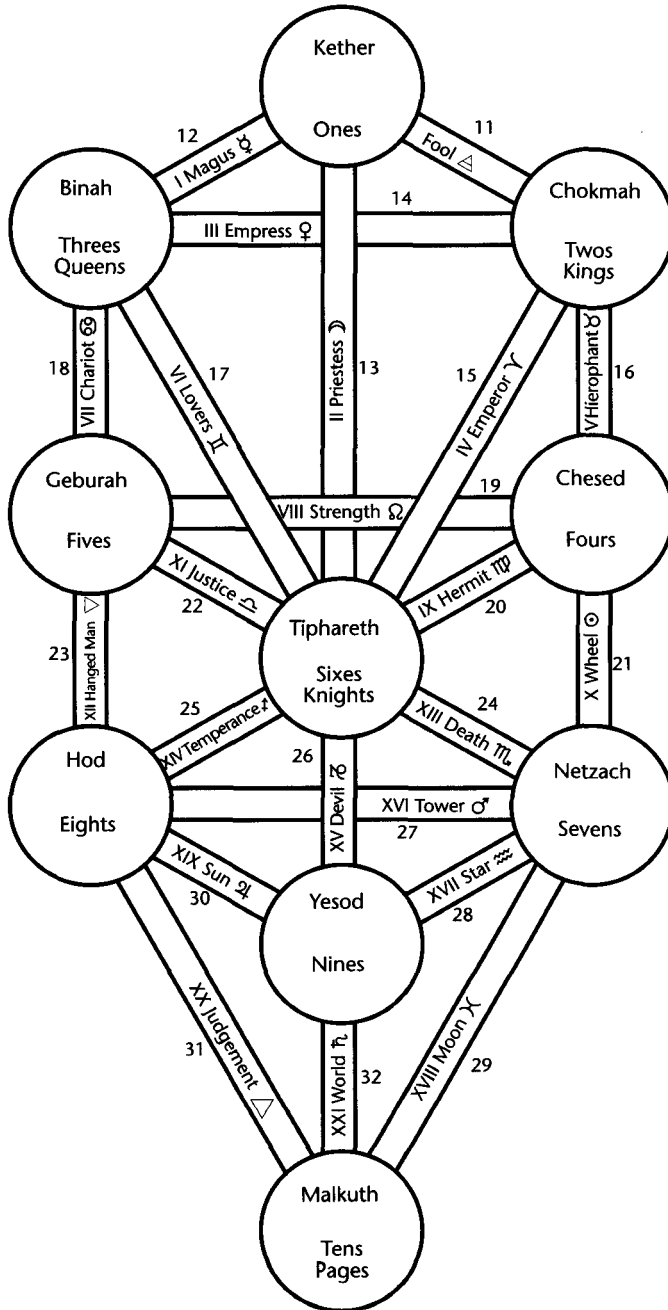 Kether
Ones
12
I Magus ☿
11
Fool 🜁
Binah
Threes
Queens
Chokmah
Twos
Kings
14
III Empress ♀
18
VII Chariot ♋
17
VI Lovers ♊
II Priestess ☽
13
15
IV Emperor ♈
V Hierophant ♉
16
Geburah
Fives
Chesed
Fours
19
VIII Strength ♌
XI Justice ♎
22
IX Hermit ♍
20
Tiphareth
Sixes
Knights
23
XII Hanged Man ▽
X Wheel ⊙
21
25
XIV Temperance ♐
24
XIII Death ♏
26
XV Devil ♑
Hod
Eights
Netzach
Sevens
XVI Tower ♂
27
XIX Sun ♃
30
XVII Star ♒
28
Yesod
Nines
XX Judgement △
31
XXI World ♄
32
XVIII Moon ♓
29
Malkuth
Tens
Pages